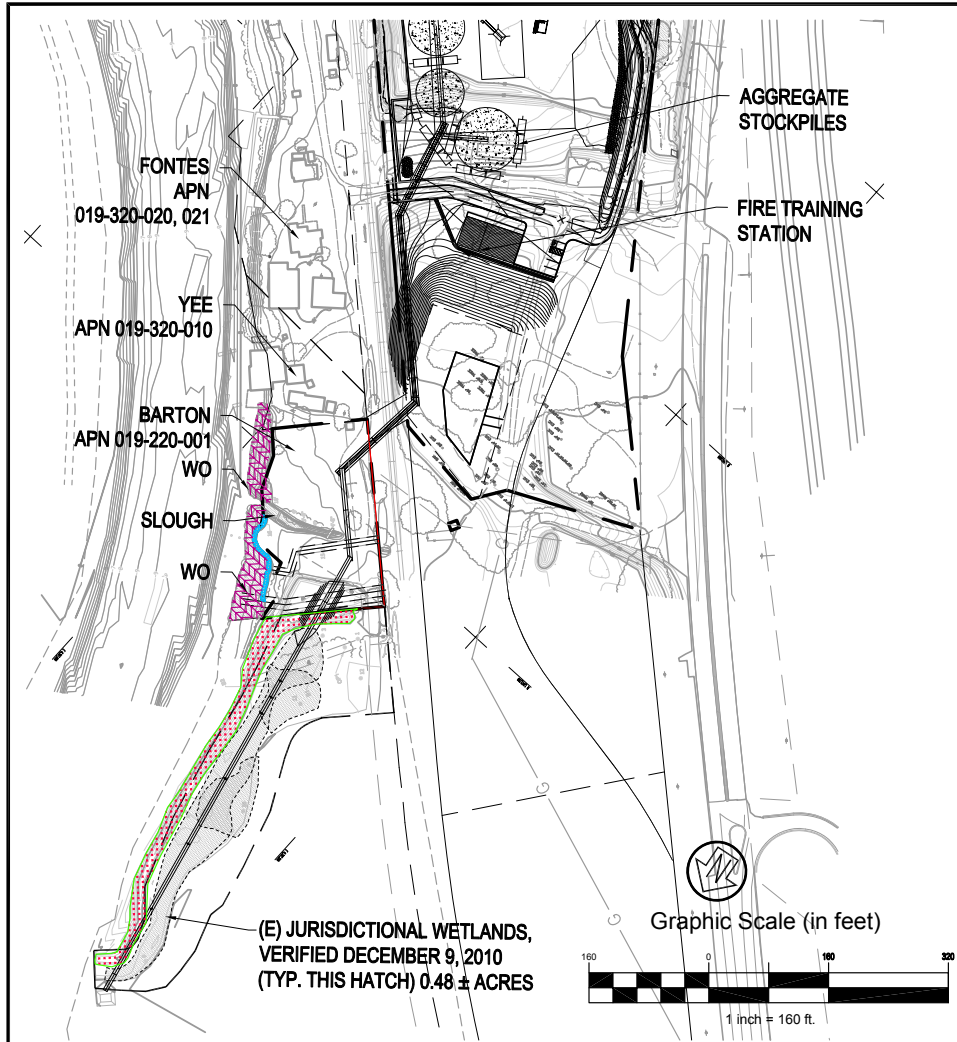 AGGREGATE
STOCKPILES
FONTES
APN
019-320-020, 021
FIRE TRAINING
STATION
YEE
APN 019-320-010
BARTON
APN 019-220-001
WO
SLOUGH
WO
G
G
G
(E) JURISDICTIONAL WETLANDS,
VERIFIED DECEMBER 9, 2010
(TYP. THIS HATCH) 0.48 ± ACRES
N
Graphic Scale (in feet)
160 0 160 320
1 inch = 160 ft.